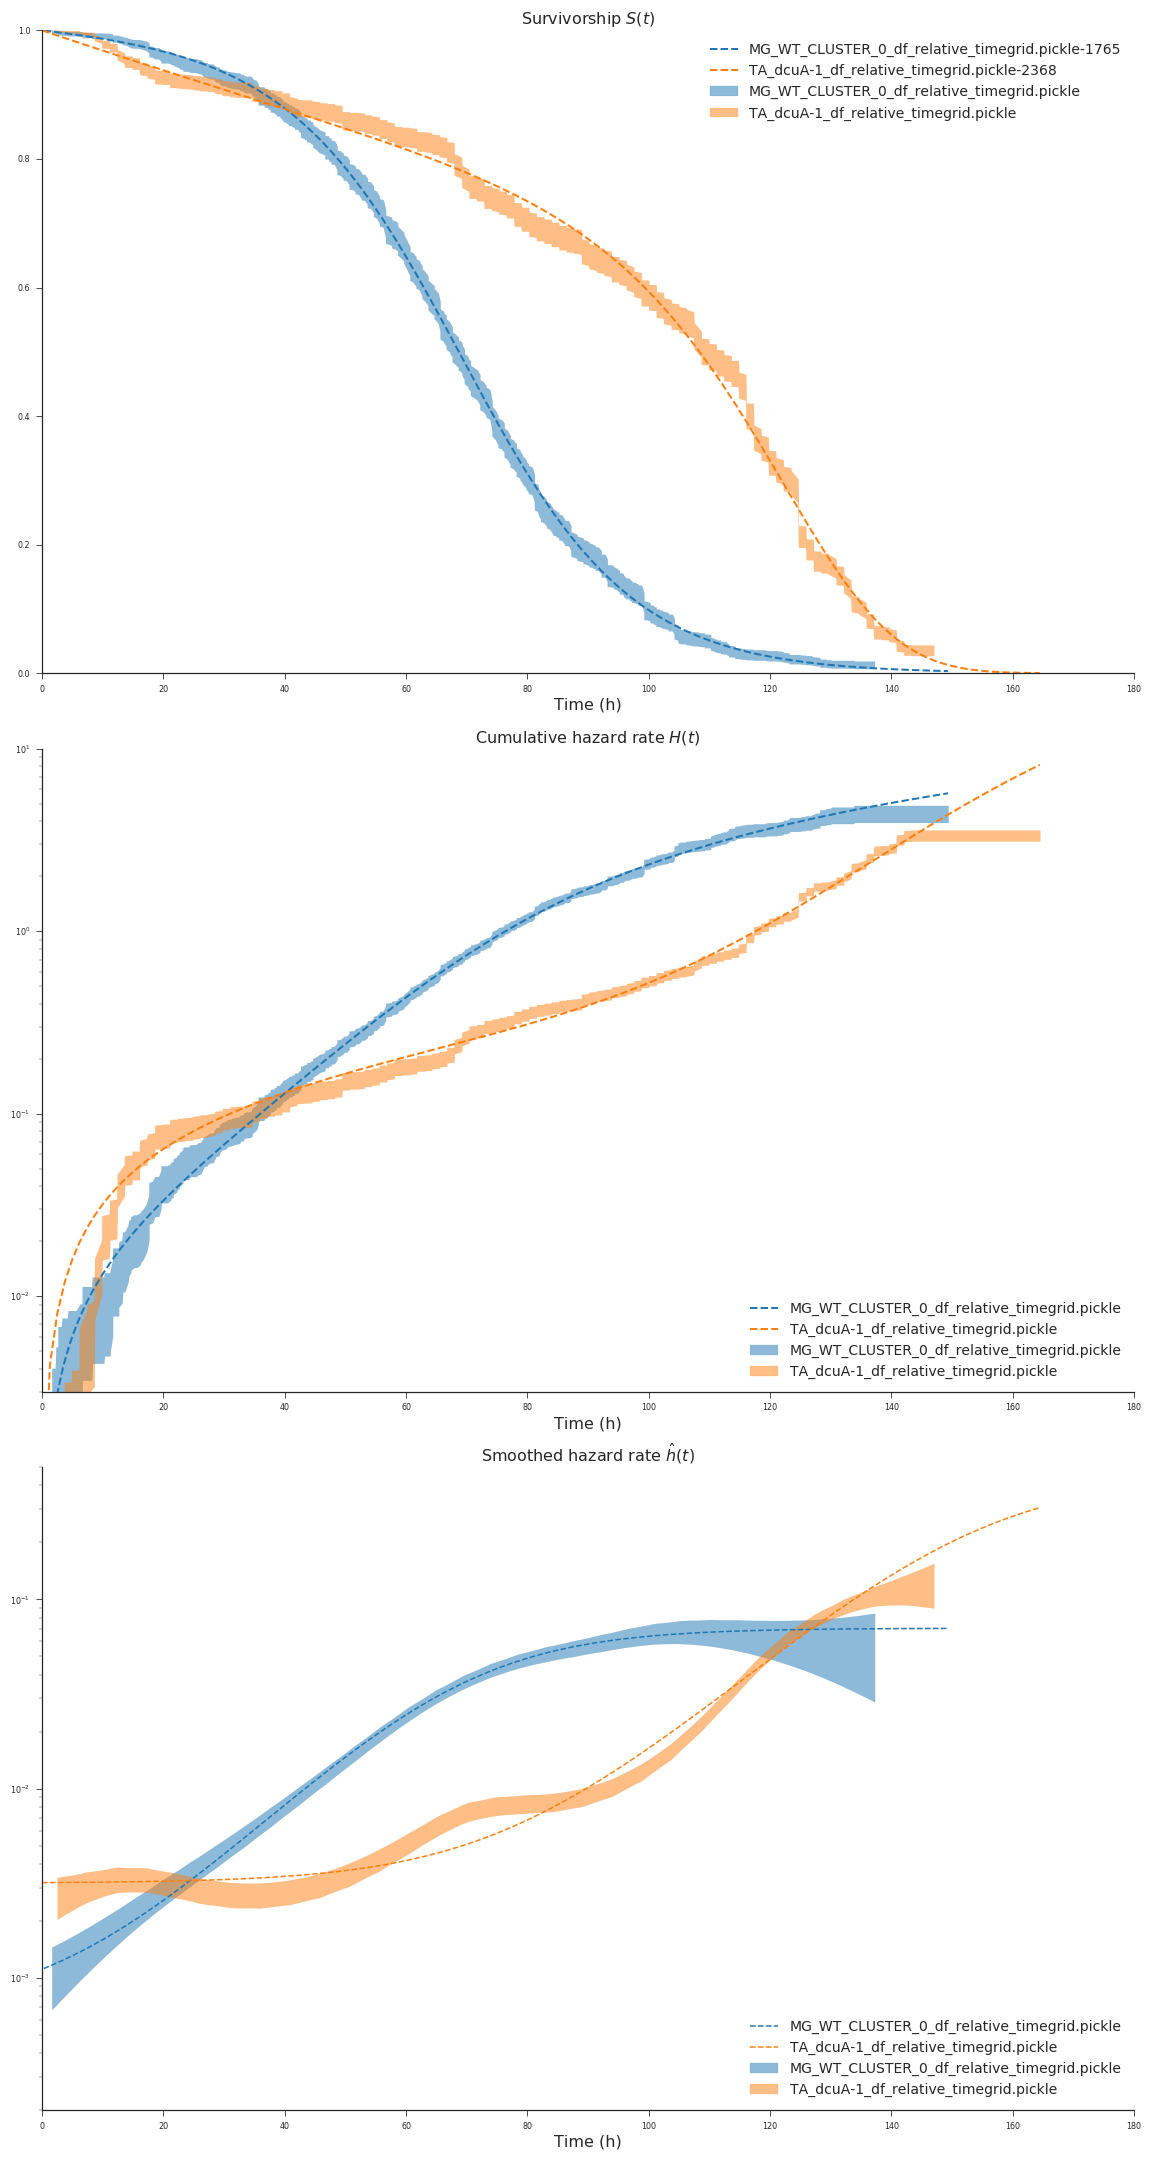 Survivorship S(t)
MG_WT_CLUSTER_0_df_relative_timegrid.pickle-1765
TA_dcuA-1_df_relative_timegrid.pickle-2368
MG_WT_CLUSTER_0_df_relative_timegrid.pickle
TA_dcuA-1_df_relative_timegrid.pickle
1.0
0.8
0.6
0.4
0.2
0.0
0 20 40 60 80 100 120 140 160 180
Time (h)
Cumulative hazard rate H(t)
10¹
10⁰
10⁻¹
10⁻²
MG_WT_CLUSTER_0_df_relative_timegrid.pickle
TA_dcuA-1_df_relative_timegrid.pickle
MG_WT_CLUSTER_0_df_relative_timegrid.pickle
TA_dcuA-1_df_relative_timegrid.pickle
0 20 40 60 80 100 120 140 160 180
Time (h)
Smoothed hazard rate ĥ(t)
10⁻¹
10⁻²
10⁻³
MG_WT_CLUSTER_0_df_relative_timegrid.pickle
TA_dcuA-1_df_relative_timegrid.pickle
MG_WT_CLUSTER_0_df_relative_timegrid.pickle
TA_dcuA-1_df_relative_timegrid.pickle
0 20 40 60 80 100 120 140 160 180
Time (h)